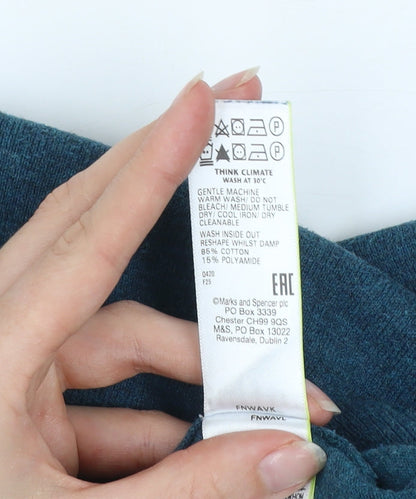 THINK CLIMATE
WASH AT 30°C
GENTLE MACHINE
WARM WASH/ DO NOT
BLEACH/ MEDIUM TUMBLE
DRY/ COOL IRON/ DRY
CLEANABLE
WASH INSIDE OUT
RESHAPE WHILST DAMP
85% COTTON
15% POLYAMIDE
0420
F25
EAC
©Marks and Spencer plc
PO Box 3339
Chester CH99 9QS
M&S, PO Box 13022
Ravensdale, Dublin 2
FNWAVK
FNWAVL